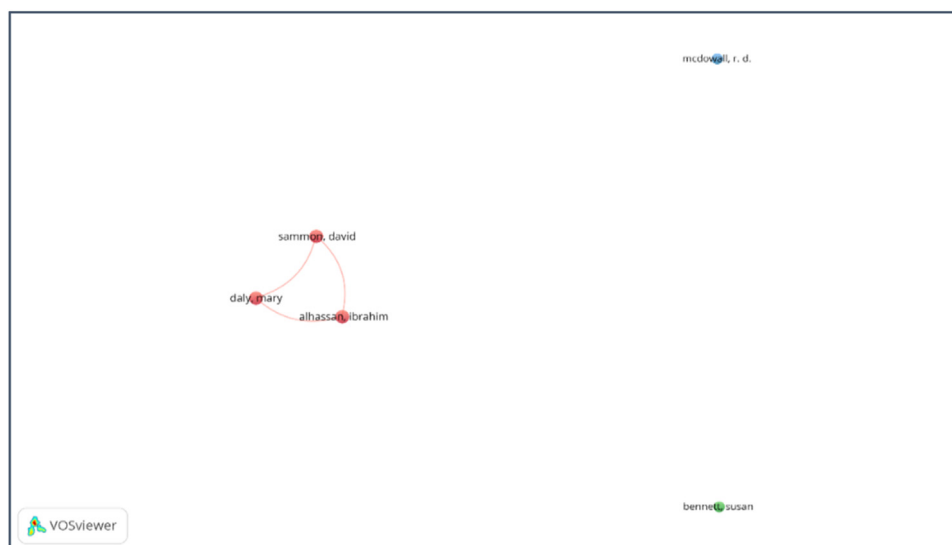 mcdowall, r. d.
sammon, david
daly, mary
alhassan, ibrahim
bennett, susan
VOSviewer